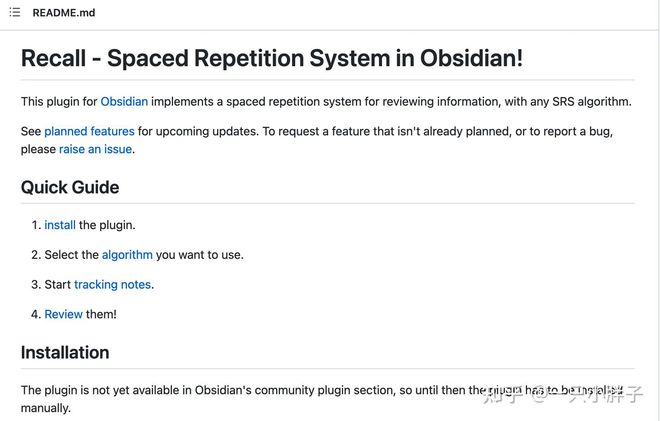 README.md
Recall - Spaced Repetition System in Obsidian!
This plugin for Obsidian implements a spaced repetition system for reviewing information, with any SRS algorithm.
See planned features for upcoming updates. To request a feature that isn't already planned, or to report a bug,
please raise an issue.
Quick Guide
1. install the plugin.
2. Select the algorithm you want to use.
3. Start tracking notes.
4. Review them!
Installation
The plugin is not yet available in Obsidian's community plugin section, so until then the plugin has to be installed
manually.
知乎 @一只小胖子